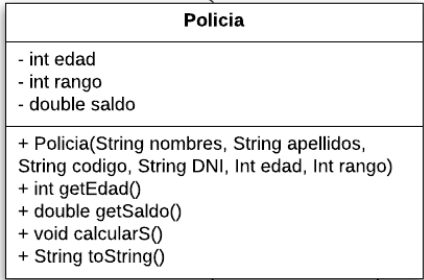 Policia
- int edad
- int rango
- double saldo
+ Policia(String nombres, String apellidos,
String codigo, String DNI, Int edad, Int rango)
+ int getEdad()
+ double getSaldo()
+ void calcularS()
+ String toString()